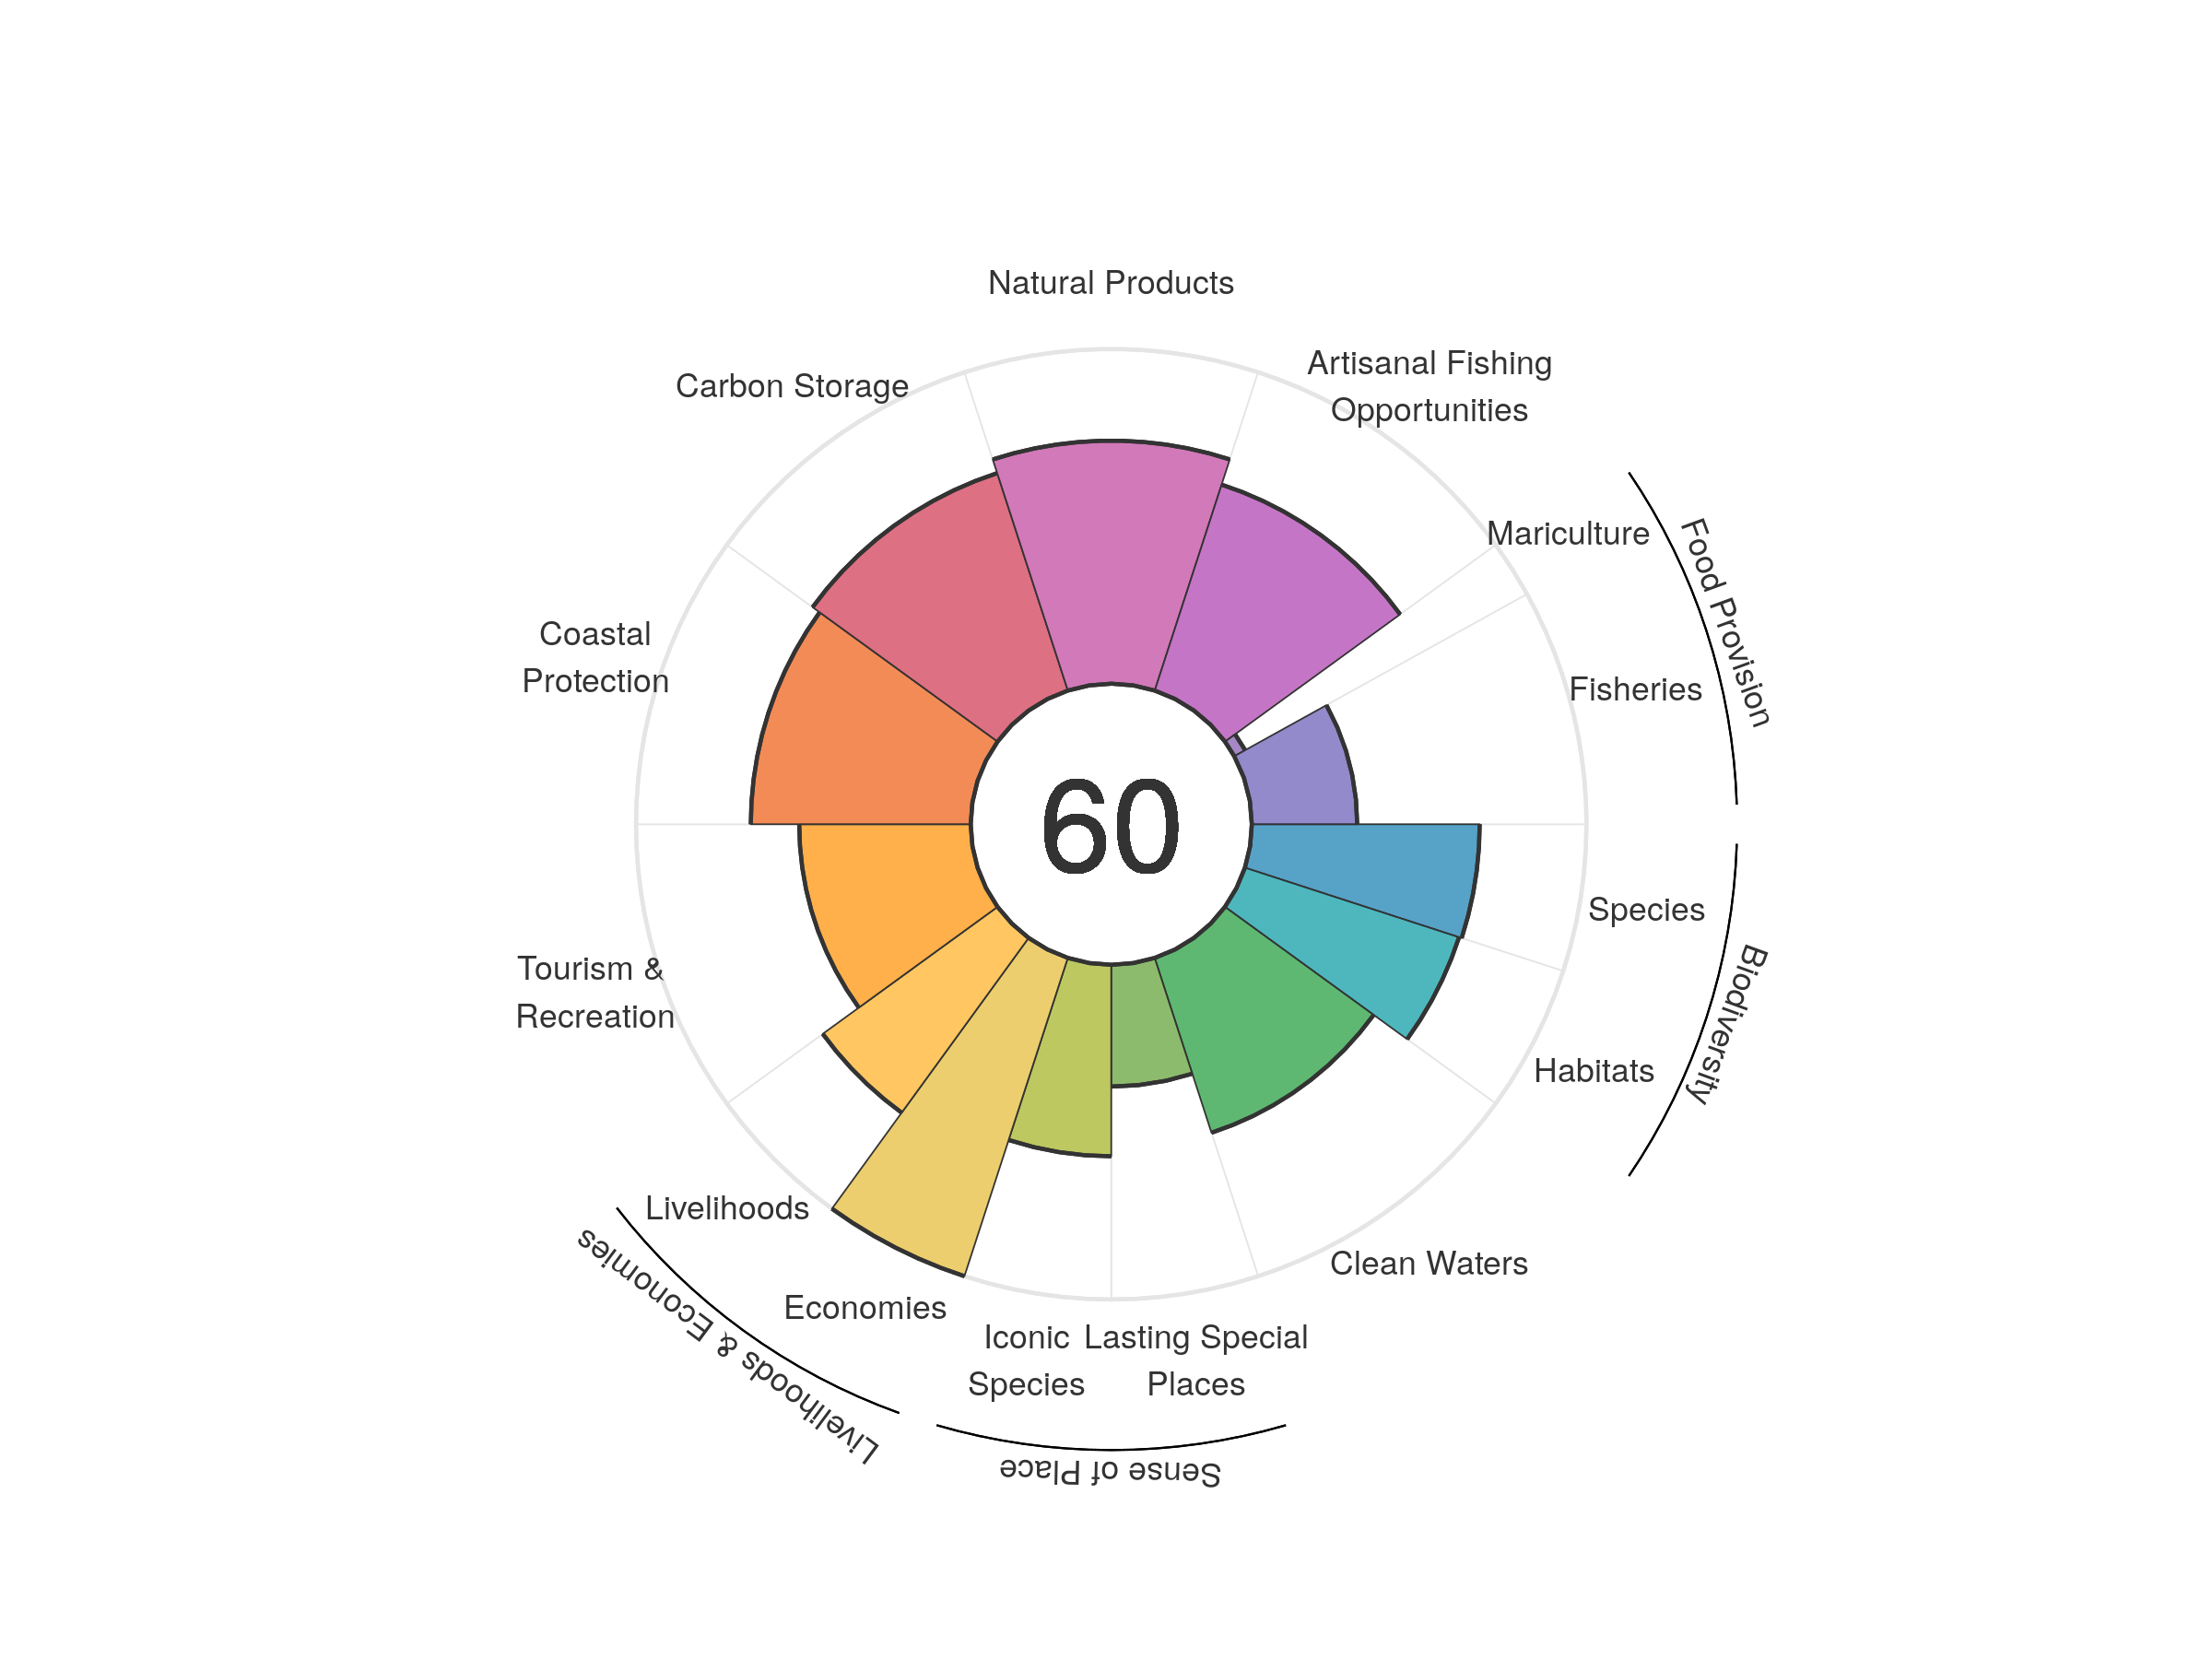 Natural Products
Artisanal Fishing
Opportunities
Carbon Storage
Mariculture
Food Provision
Coastal
Protection
Fisheries
60
Species
Biodiversity
Tourism &
Recreation
Habitats
Livelihoods
Clean Waters
Economies
Livelihoods & Economies
Iconic
Species
Lasting Special
Places
Sense of Place